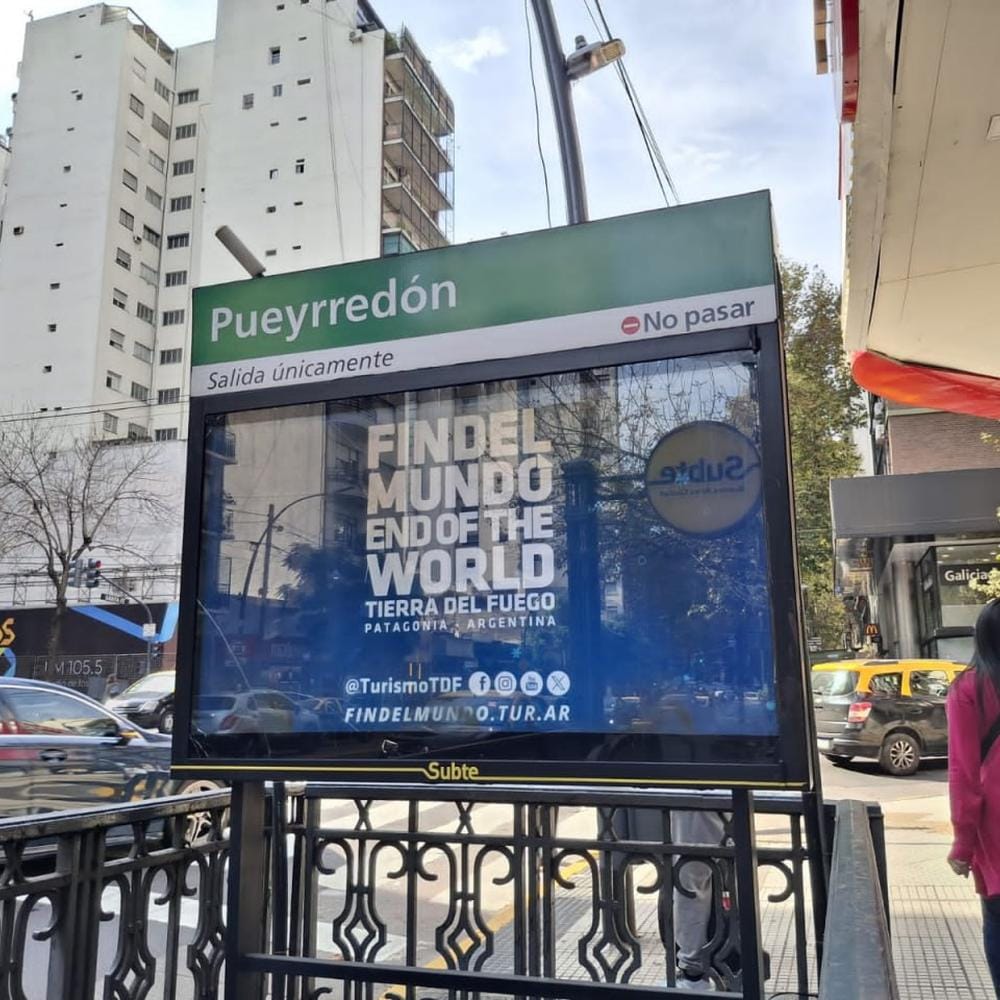 Pueyrredón
Salida únicamente
No pasar
FIN DEL
MUNDO
END OF THE
WORLD
TIERRA DEL FUEGO
PATAGONIA · ARGENTINA
@TurismoTDF
FINDELMUNDO.TUR.AR
Subte
Subte
Galicia
FM 105.5